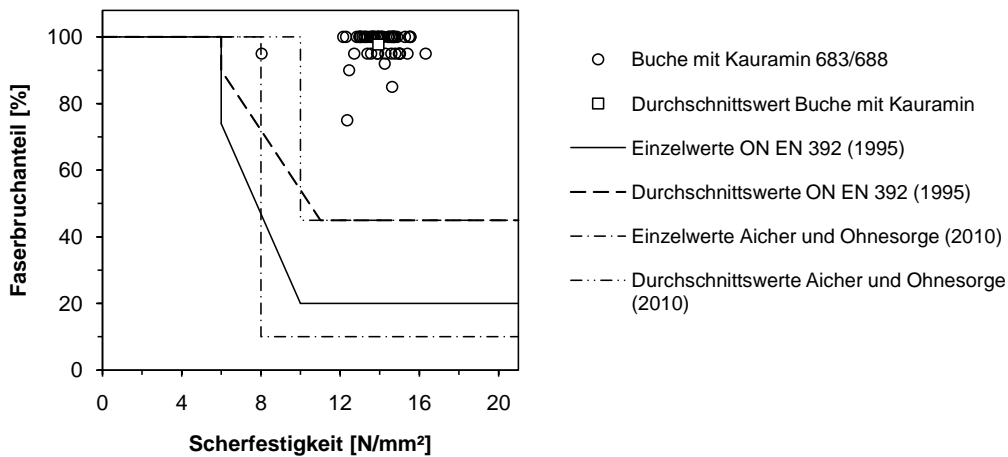 Faserbruchanteil [%]
100
80
60
40
20
0
0
4
8
12
16
20
Scherfestigkeit [N/mm²]
Buche mit Kauramin 683/688
Durchschnittswert Buche mit Kauramin
Einzelwerte ON EN 392 (1995)
Durchschnittswerte ON EN 392 (1995)
Einzelwerte Aicher und Ohnesorge (2010)
Durchschnittswerte Aicher und Ohnesorge
(2010)